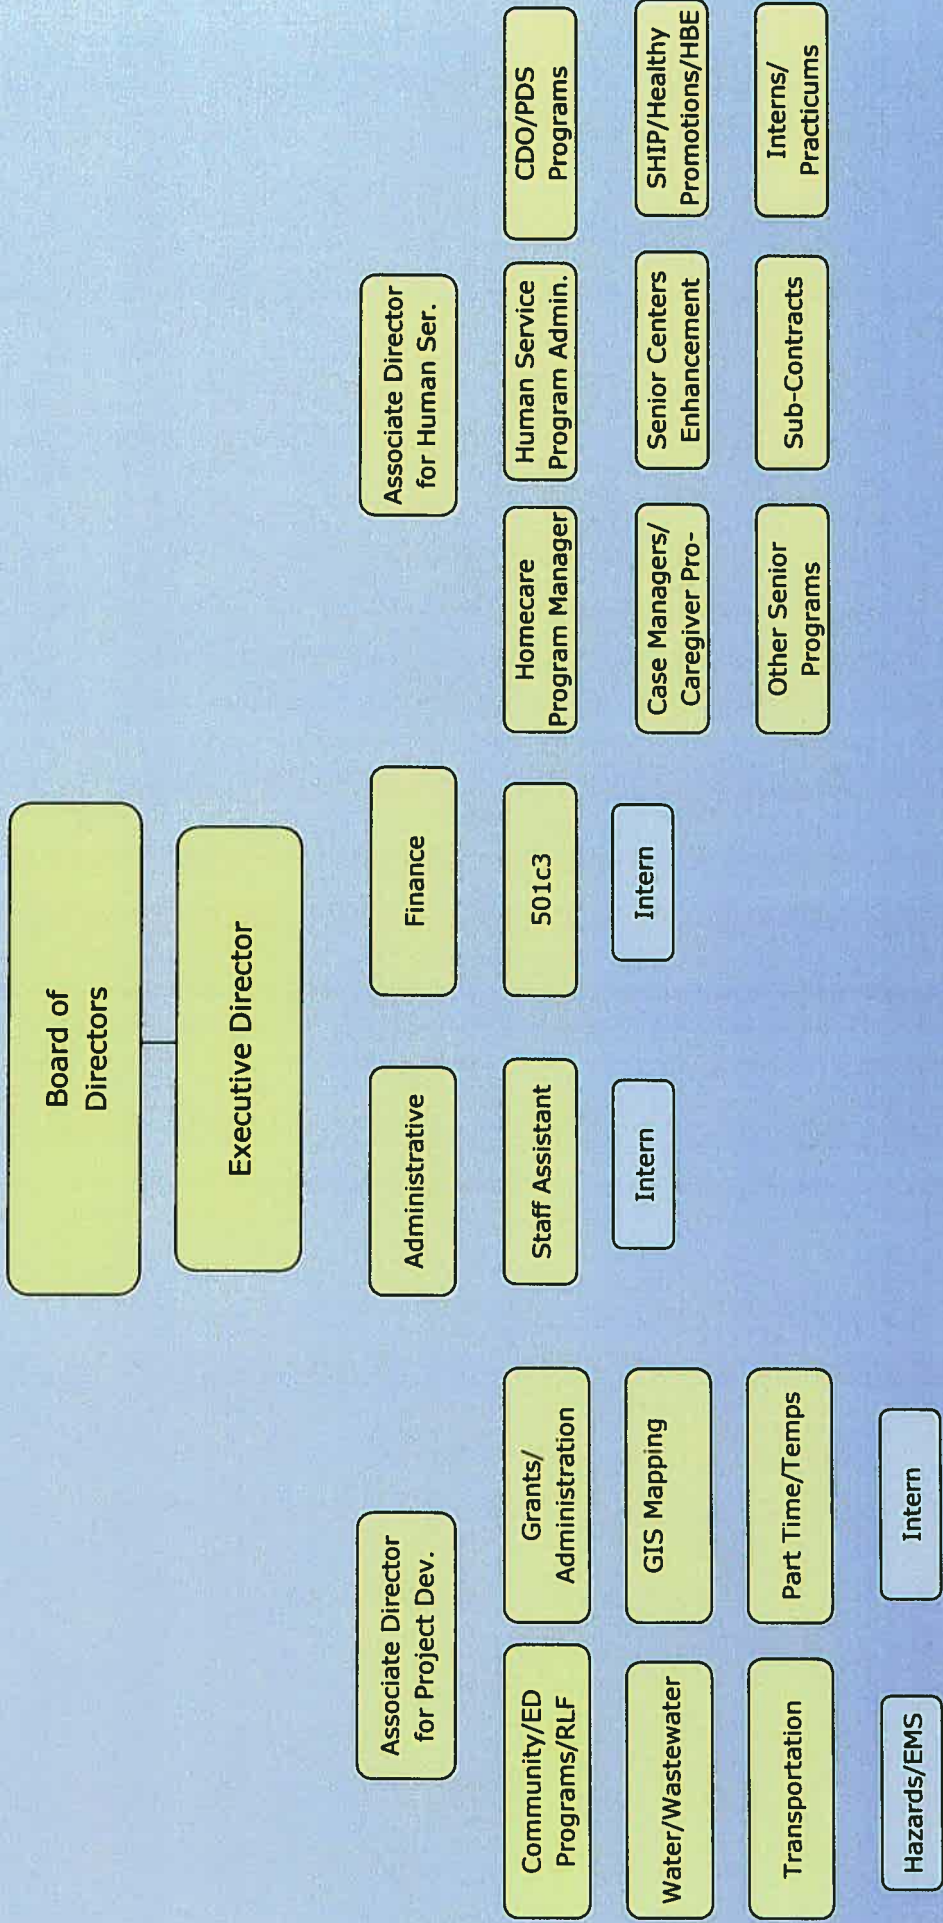 Board of
Directors
Executive Director
Associate Director
for Project Dev.
Administrative
Finance
Associate Director
for Human Ser.
Community/ED
Programs/RLF
Grants/
Administration
Staff Assistant
501c3
Homecare
Program Manager
Human Service
Program Admin.
CDO/PDS
Programs
Water/Wastewater
GIS Mapping
Intern
Intern
Case Managers/
Caregiver Pro-
Senior Centers
Enhancement
SHIP/Healthy
Promotions/HBE
Transportation
Part Time/Temps
Other Senior
Programs
Sub-Contracts
Interns/
Practicums
Hazards/EMS
Intern